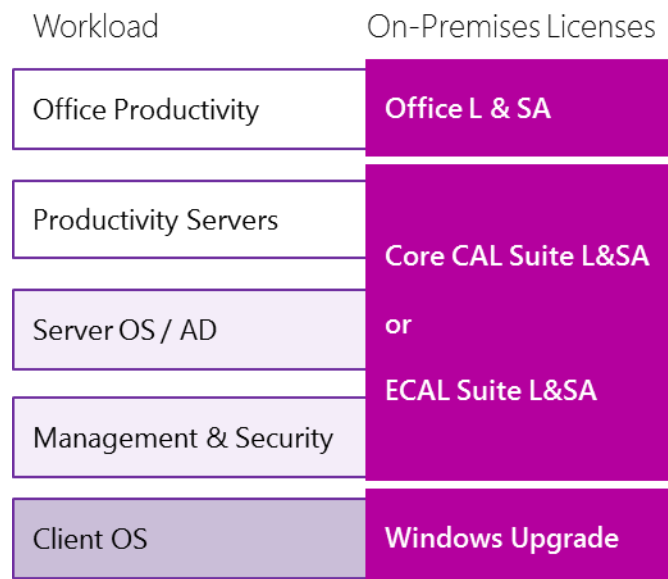 Workload On-Premises Licenses
Office Productivity Office L & SA
Productivity Servers
Core CAL Suite L&SA
Server OS / AD or
ECAL Suite L&SA
Management & Security
Client OS Windows Upgrade